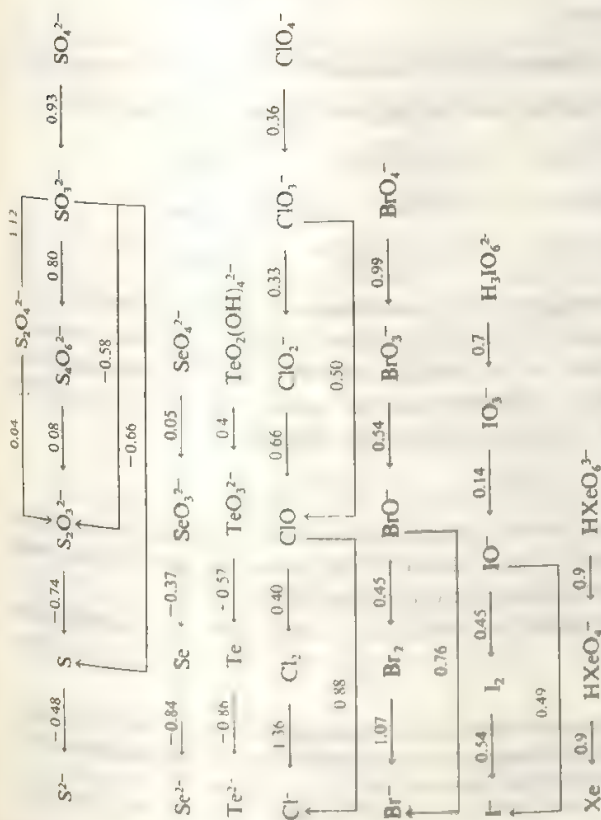 0.04 S₂O₄²⁻ 1.12
S²⁻ −0.48 S −0.74 S₂O₃²⁻ 0.08 S₄O₆²⁻ 0.80 SO₃²⁻ 0.93 SO₄²⁻
−0.58
−0.66
Se²⁻ −0.84 Se −0.37 SeO₃²⁻ 0.05 SeO₄²⁻
Te²⁻ −0.86 Te −0.57 TeO₃²⁻ 0.4 TeO₂(OH)₄²⁻
Cl⁻ 1.36 Cl₂ 0.40 ClO 0.66 ClO₂⁻ 0.33 ClO₃⁻ 0.36 ClO₄⁻
0.88 0.50
Br⁻ 1.07 Br₂ 0.45 BrO⁻ 0.54 BrO₃⁻ 0.99 BrO₄⁻
0.76
I⁻ 0.54 I₂ 0.45 IO⁻ 0.14 IO₃⁻ 0.7 H₃IO₆²⁻
0.49
Xe 0.9 HXeO₄⁻ 0.9 HXeO₆³⁻